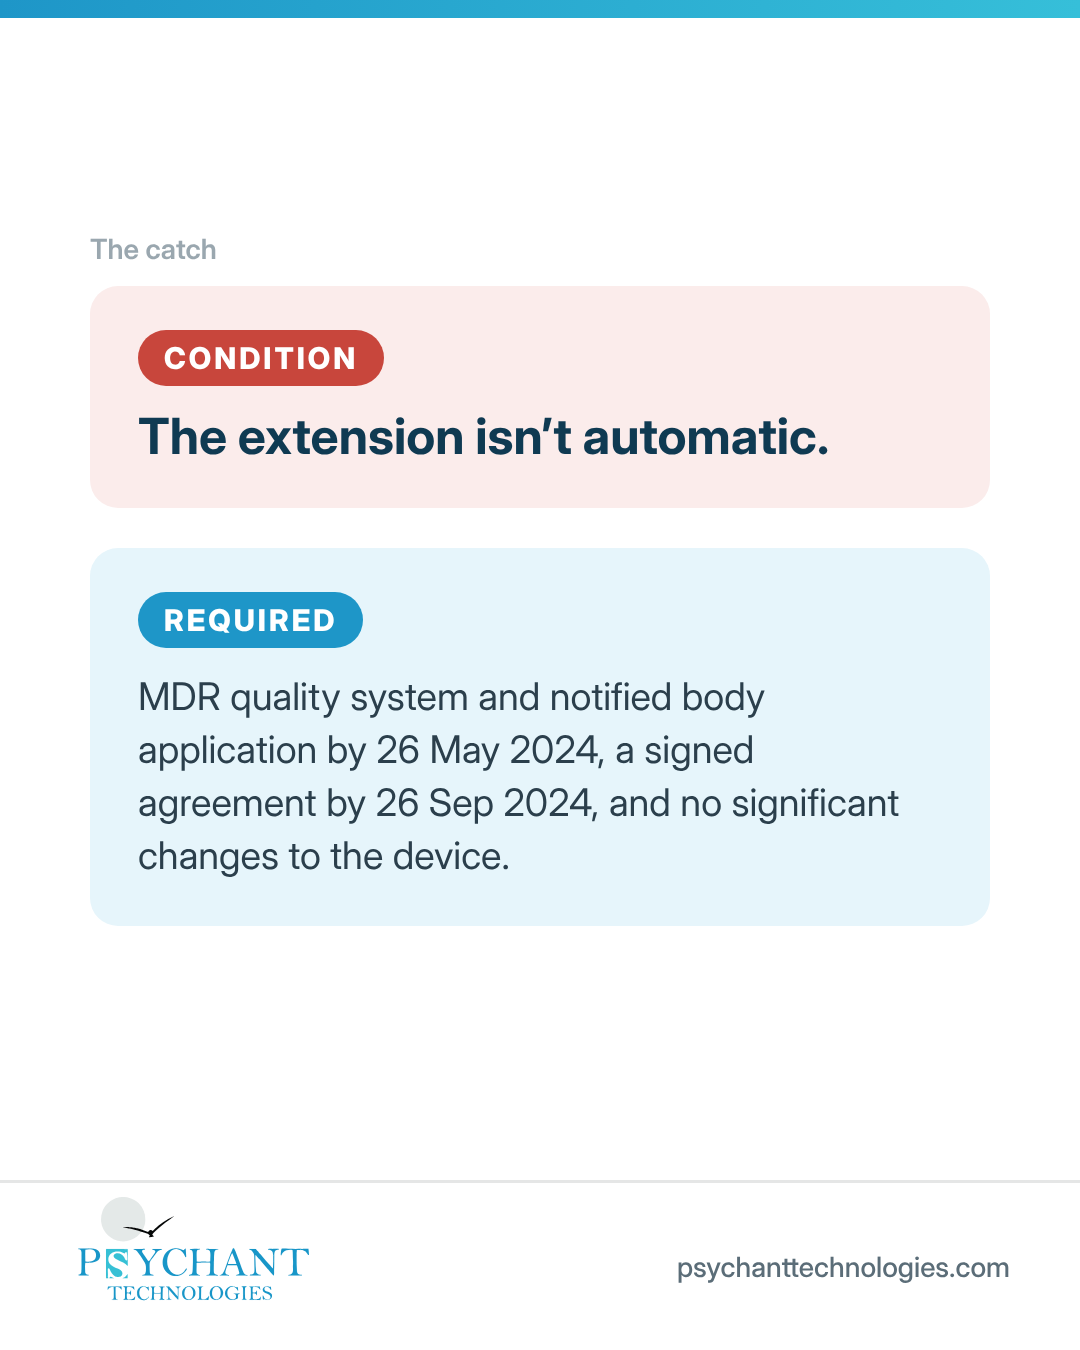 The catch
CONDITION
The extension isn’t automatic.
REQUIRED
MDR quality system and notified body
application by 26 May 2024, a signed
agreement by 26 Sep 2024, and no significant
changes to the device.
PSYCHANT
TECHNOLOGIES
psychanttechnologies.com